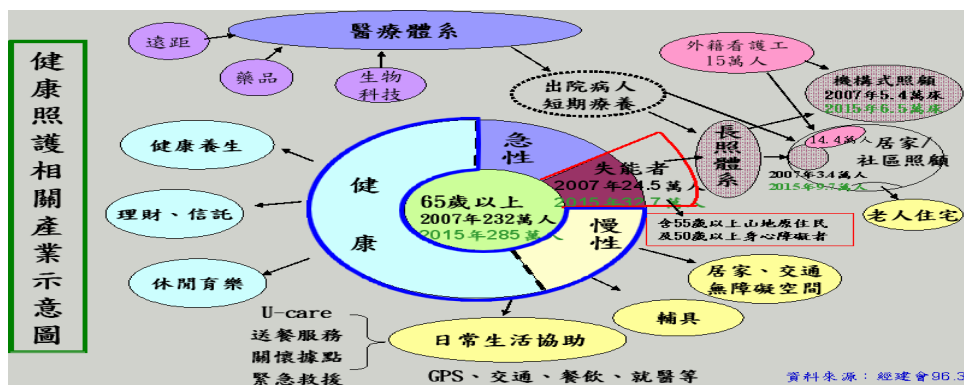 健康照護相關產業示意圖
遠距
藥品
生物
科技
醫療體系
出院病人
短期療養
外籍看護工
15萬人
機構式照顧
2007年5.4萬床
2015年6.5萬床
長照體系
14.4萬人
居家/
社區照顧
2007年3.4萬人
2015年9.7萬人
老人住宅
急性
失能者
2007年24.5萬人
2015年32.7萬人
含55歲以上山地原住民
及50歲以上身心障礙者
健康
65歲以上
2007年232萬人
2015年285萬人
慢性
健康養生
理財、信託
休閒育樂
居家、交通
無障礙空間
輔具
日常生活協助
U-care
送餐服務
關懷據點
緊急救援
GPS、交通、餐飲、就醫等
資料來源：經建會96.3